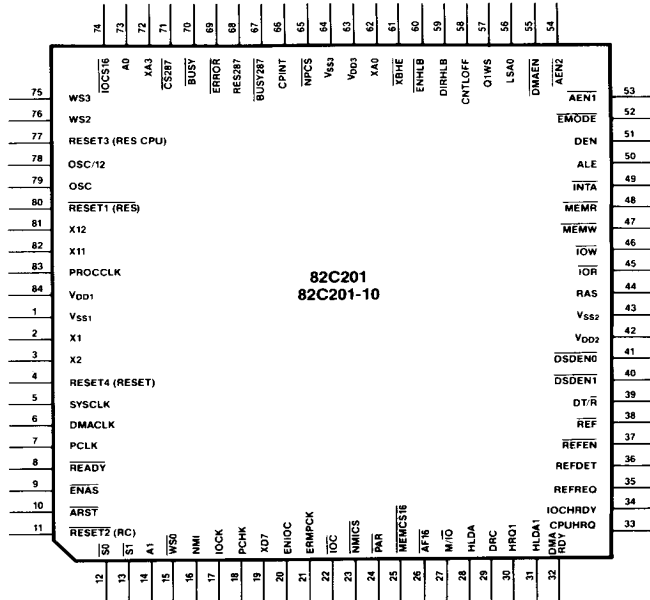 74 73 72 71 70 69 68 67 66 65 64 63 62 61 60 59 58 57 56 55 54
IOCS16 A0 XA3 CS287 BUSY ERROR RES287 BUSY287 CPINT NPCS VSS3 VDD3 XA0 XBHE ENHLB DIRHLB CNTLOFF Q1WS LSA0 DMAEN AEN2
75 WS3 AEN1 53
76 WS2 EMODE 52
77 RESET3 (RES CPU) DEN 51
78 OSC/12 ALE 50
79 OSC INTA 49
80 RESET1 (RES) MEMR 48
81 X12 MEMW 47
82 X11 IOW 46
83 PROCCLK IOR 45
84 VDD1 RAS 44
82C201
82C201-10
1 VSS1 VSS2 43
2 X1 VDD2 42
3 X2 DSDEN0 41
4 RESET4 (RESET) DSDEN1 40
5 SYSCLK DT/R 39
6 DMACLK REF 38
7 PCLK REFEN 37
8 READY REFDET 36
9 ENAS REFREQ 35
10 ARST IOCHRDY 34
11 RESET2 (RC) CPUHRQ 33
S0 S1 A1 WS0 NMI IOCK PCHK XD7 ENIOC ERMPCK IOC NMICS PAR MEMCS16 AF16 M/IO HLDA DRC HRQ1 HLDA1 DMA RDY
12 13 14 15 16 17 18 19 20 21 22 23 24 25 26 27 28 29 30 31 32